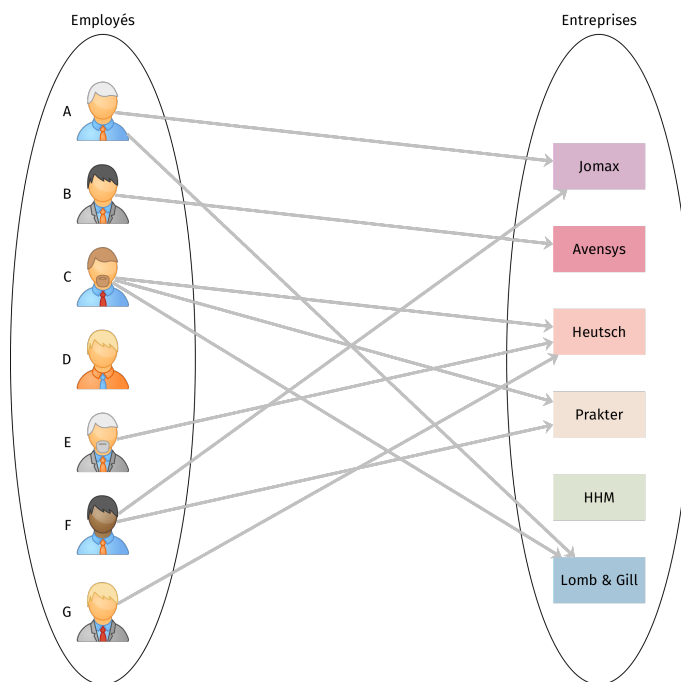 Employés
Entreprises
A
Jomax
B
Avensys
C
Heutsch
D
Prakter
E
HHM
F
Lomb & Gill
G